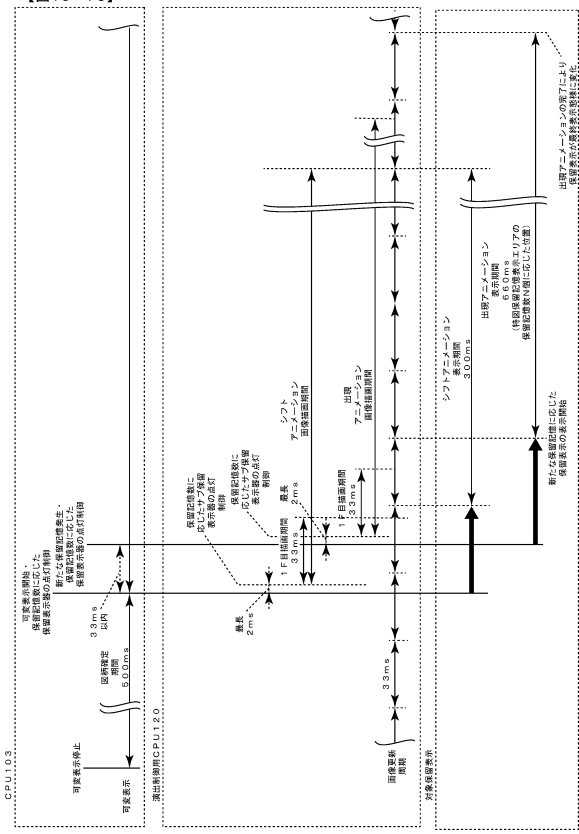 CPU103
可変表示開始・
保留記憶数に応じた
保留表示器の点灯制御
新たな保留記憶発生・
保留記憶数に応じた
保留表示器の点灯制御
33ms
以内
図柄確定
期間
500ms
可変表示停止
可変表示
演出制御用CPU120
保留記憶数に
応じたサブ保留
表示器の点灯
制御
保留記憶数に
応じたサブ保留
表示器の点灯
制御
最長
2ms
1F目描画期間
33ms
最長
2ms
1F目描画期間
33ms
シフト
アニメーション
画像描画期間
出現
アニメーション
画像描画期間
33ms
画像更新
周期
対象保留表示
シフトアニメーション
表示期間
300ms
出現アニメーション
表示期間
660ms
(特図保留記憶表示エリアの
保留記憶数N個に応じた位置)
新たな保留記憶に応じた
保留表示の表示開始
出現アニメーションの完了により
保留表示が最終表示態様に変化